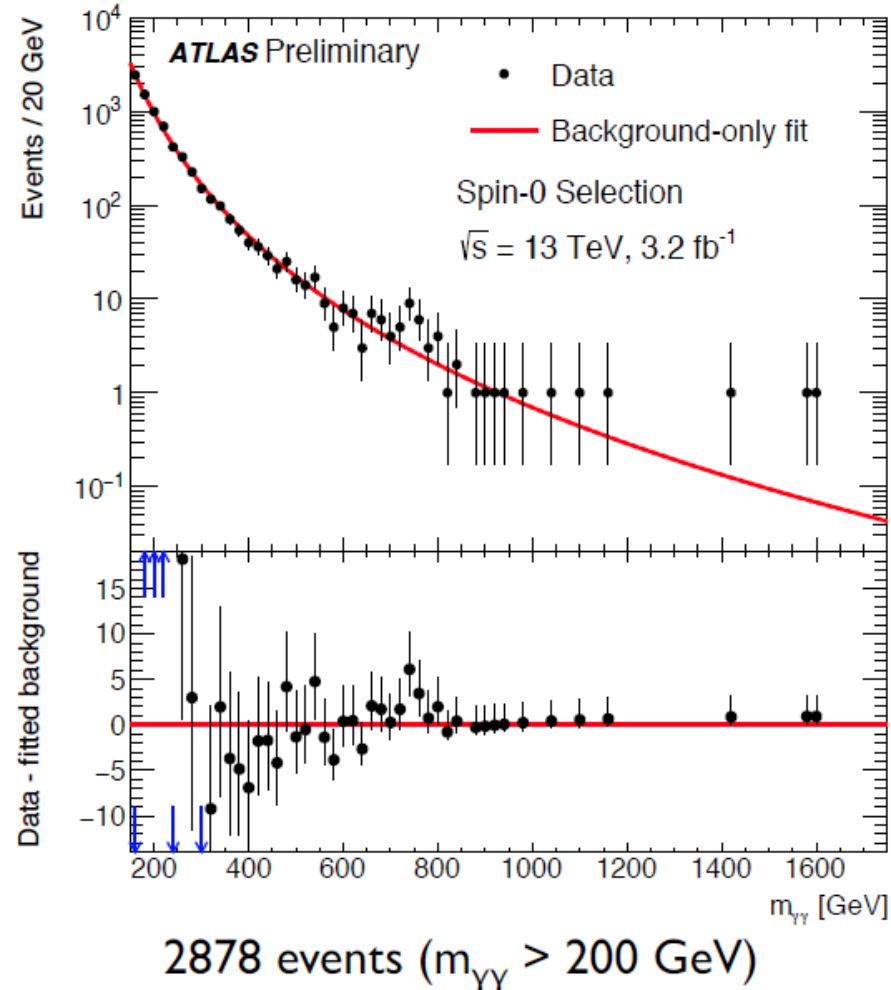 ATLAS Preliminary
Data
Background-only fit
Spin-0 Selection
√s = 13 TeV, 3.2 fb⁻¹
Events / 20 GeV
10⁴
10³
10²
10
1
10⁻¹
Data - fitted background
15
10
5
0
−5
−10
200 400 600 800 1000 1200 1400 1600
m_γγ [GeV]
2878 events (m_γγ > 200 GeV)